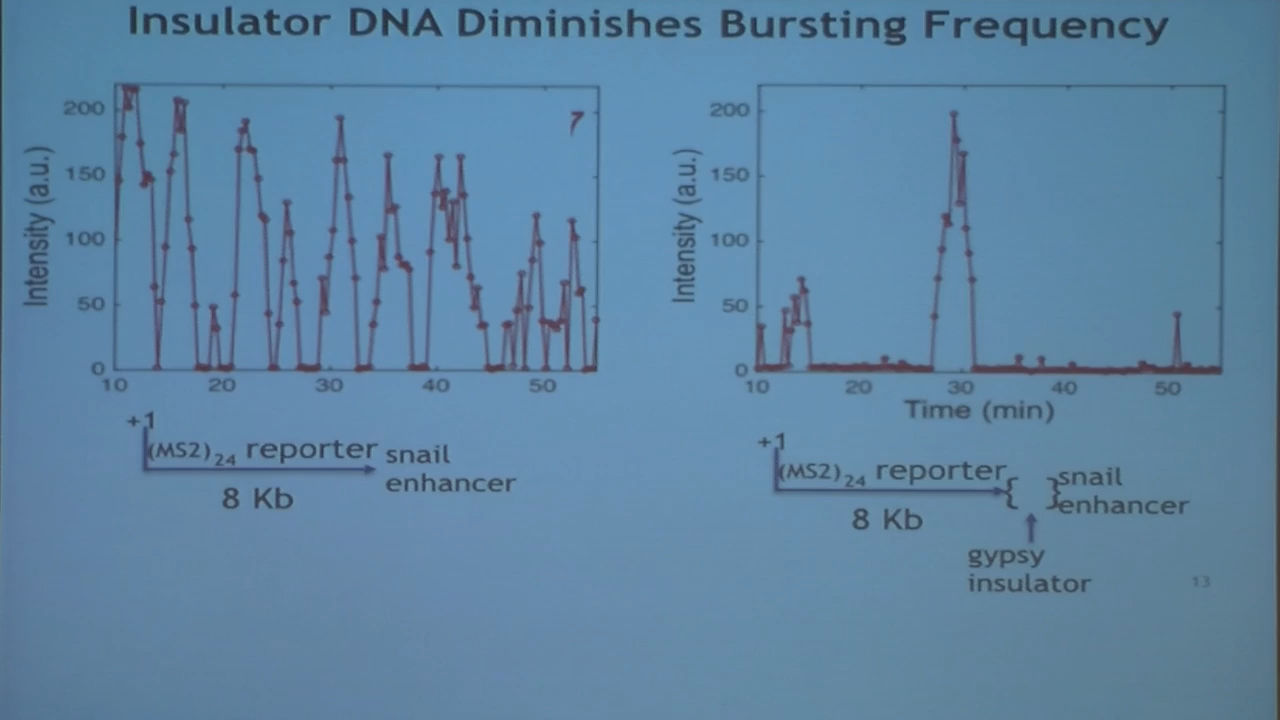 Insulator DNA Diminishes Bursting Frequency
200
150
100
50
0
Intensity (a.u.)
7
10 20 30 40 50
+1
(MS2)24 reporter
snail
enhancer
8 Kb
200
150
100
50
0
Intensity (a.u.)
10 20 30 40 50
Time (min)
+1
(MS2)24 reporter
{ }
snail
enhancer
8 Kb
gypsy
insulator
13